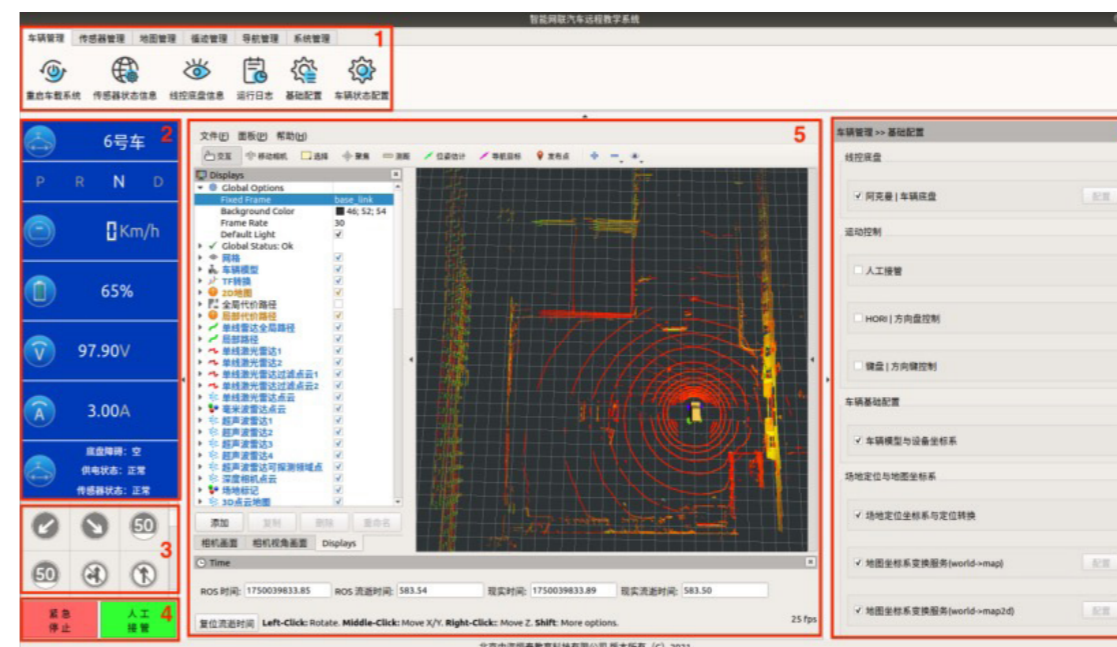 智能网联汽车远程教学系统
车辆管理 传感器管理 地图管理 循迹管理 导航管理 系统管理
1
重启车载系统 传感器状态信息 线控底盘信息 运行日志 基础配置 车辆状态配置
2
6号车
P R N D
0 Km/h
65%
97.90V
3.00A
底盘障碍：空
供电状态：正常
传感器状态：正常
50
3
50
4
紧急停止
人工接管
5
文件(F) 面板(P) 帮助(H)
交互 移动相机 选择 聚焦 测距 位姿估计 导航目标 发布点
Displays
Global Options
Fixed Frame base_link
Background Color 46; 52; 54
Frame Rate 30
Default Light
Global Status: Ok
网格
车辆模型
TF转换
2D地图
全局代价路径
局部代价路径
单线雷达全局路径
局部路径
单线激光雷达1
单线激光雷达2
单线激光雷达过滤点云1
单线激光雷达过滤点云2
单线激光雷达点云
毫米波雷达点云
超声波雷达1
超声波雷达2
超声波雷达3
超声波雷达4
超声波雷达可探测领域点
深度相机点云
场地标记
3D点云地图
添加 复制 删除 重命名
相机画面 相机视角画面 Displays
Time
ROS 时间: 1750039833.85 ROS 流逝时间: 583.54 现实时间: 1750039833.89 现实流逝时间: 583.50
复位流逝时间 Left-Click: Rotate. Middle-Click: Move X/Y. Right-Click:: Move Z. Shift: More options.
25 fps
车辆管理 >> 基础配置
线控底盘
阿克曼 | 车辆底盘 配置
运动控制
人工接管
HORI | 方向盘控制
键盘 | 方向键控制
车辆基础配置
车辆模型与设备坐标系
场地定位与地图坐标系
场地定位坐标系与定位转换
地图坐标系变换服务(world->map) 配置
地图坐标系变换服务(world->map2d) 配置